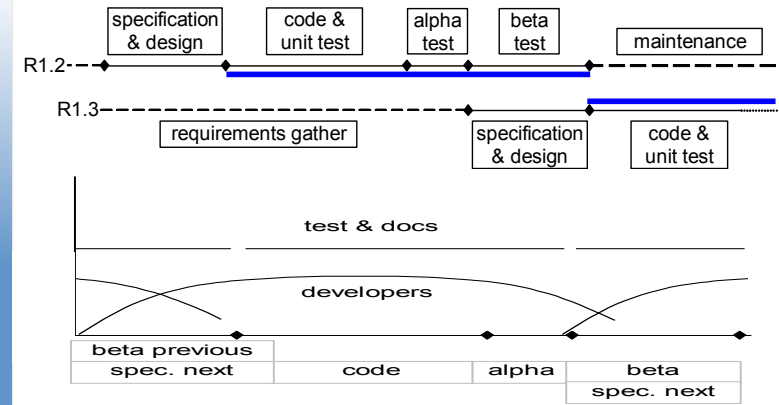 specification
& design
code &
unit test
alpha
test
beta
test
maintenance
R1.2
R1.3
requirements gather
specification
& design
code &
unit test
test & docs
developers
beta previous
spec. next
code
alpha
beta
spec. next